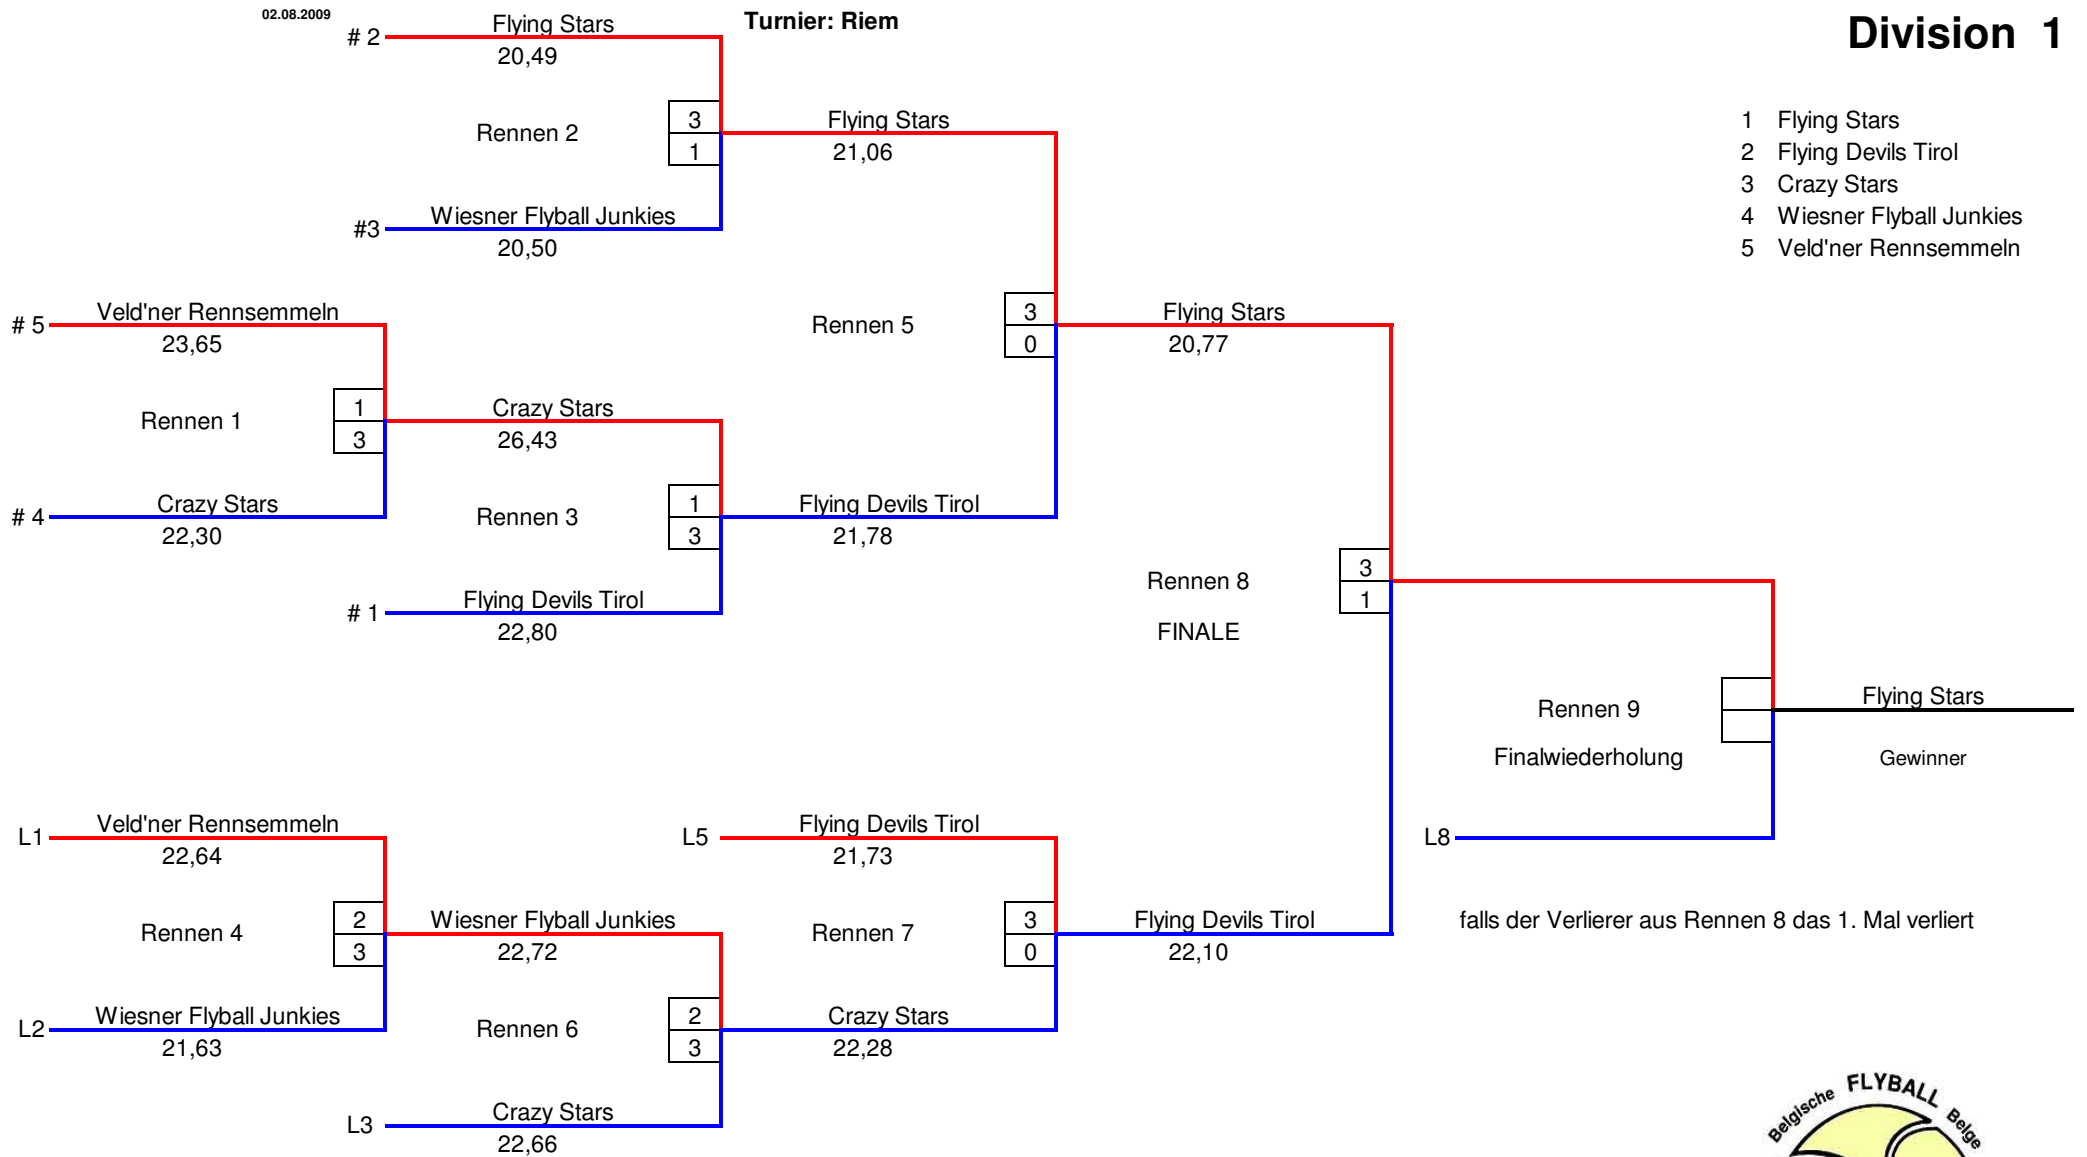 02.08.2009
Turnier: Riem
Division 1
# 2
Flying Stars
20,49
Rennen 2
3
1
#3
Wiesner Flyball Junkies
20,50
Flying Stars
21,06
1 Flying Stars
2 Flying Devils Tirol
3 Crazy Stars
4 Wiesner Flyball Junkies
5 Veld'ner Rennsemmeln
# 5
Veld'ner Rennsemmeln
23,65
Rennen 1
1
3
# 4
Crazy Stars
22,30
Crazy Stars
26,43
Rennen 3
1
3
# 1
Flying Devils Tirol
22,80
Rennen 5
3
0
Flying Devils Tirol
21,78
Flying Stars
20,77
Rennen 8
FINALE
3
1
Rennen 9
Finalwiederholung
Flying Stars
Gewinner
L8
falls der Verlierer aus Rennen 8 das 1. Mal verliert
L1
Veld'ner Rennsemmeln
22,64
Rennen 4
2
3
L2
Wiesner Flyball Junkies
21,63
Wiesner Flyball Junkies
22,72
Rennen 6
2
3
L3
Crazy Stars
22,66
L5
Flying Devils Tirol
21,73
Rennen 7
3
0
Crazy Stars
22,28
Flying Devils Tirol
22,10
Belgische FLYBALL Belge